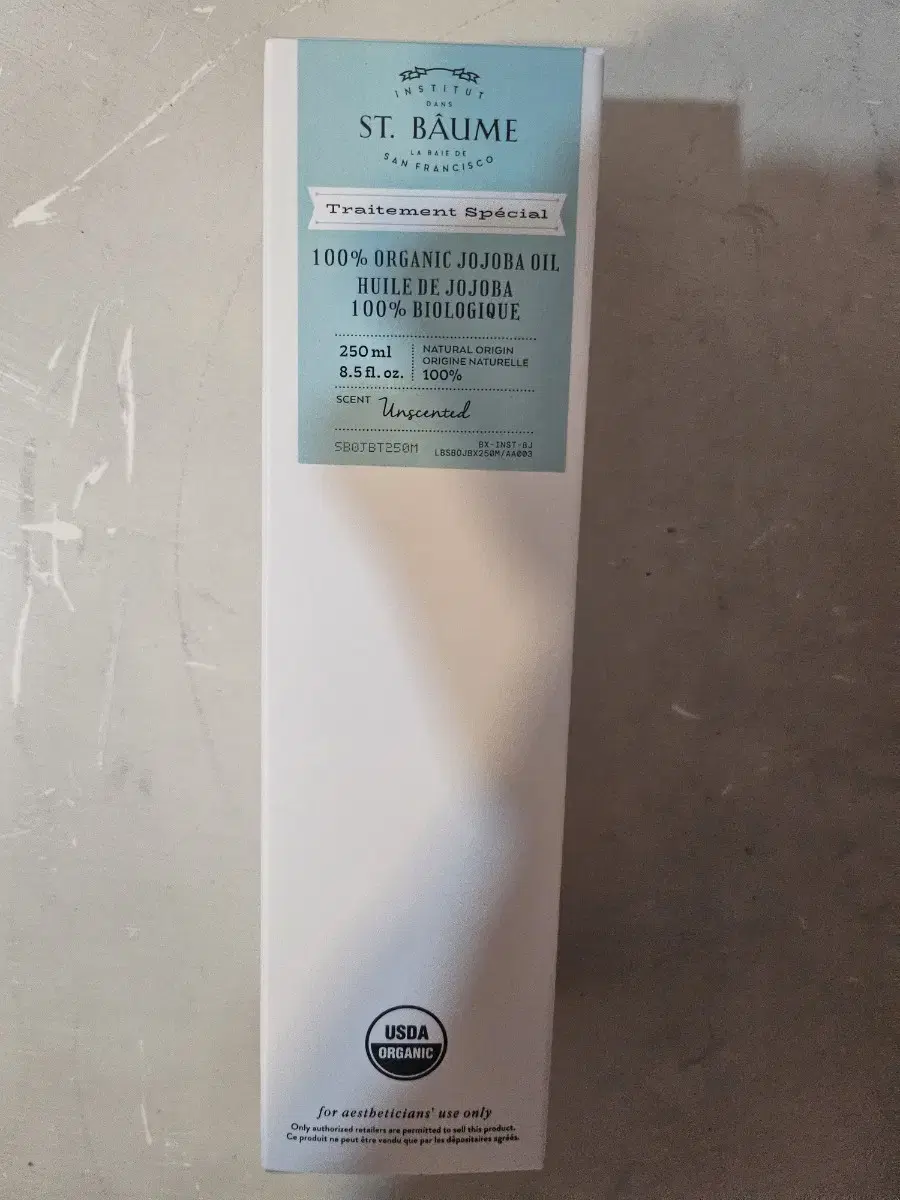 INSTITUT
DANS
ST. BÂUME
LA BAIE DE
SAN FRANCISCO
Traitement Spécial
100% ORGANIC JOJOBA OIL
HUILE DE JOJOBA
100% BIOLOGIQUE
250 ml
8.5 fl. oz.
NATURAL ORIGIN
ORIGINE NATURELLE
100%
SCENT Unscented
SBOJBT250M
BX-INST-BJ
LBSBOJBX250M/AA003
USDA
ORGANIC
for aestheticians' use only
Only authorized retailers are permitted to sell this product.
Ce produit ne peut être vendu que par les dépositaires agréés.